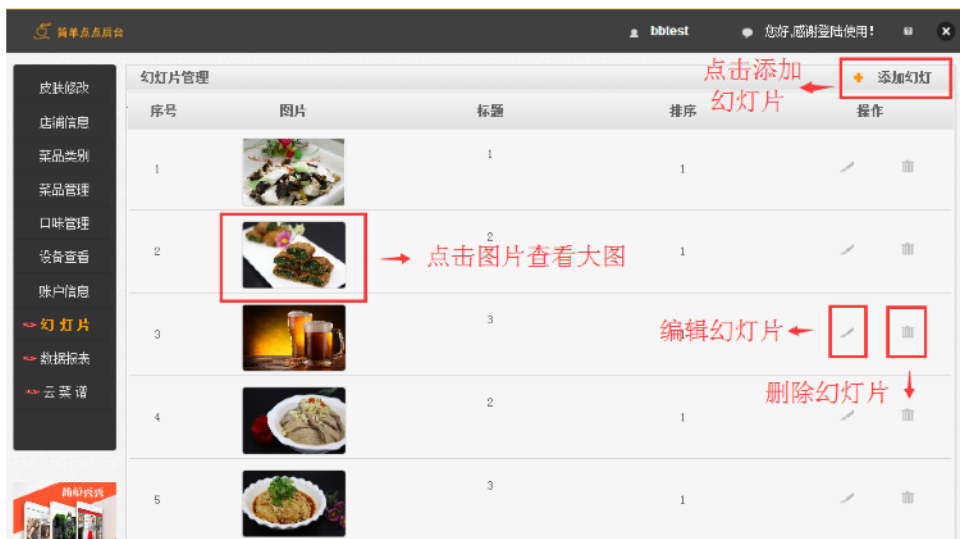 简单点点后台
bbtest
您好,感谢登陆使用!
皮肤修改
店铺信息
菜品类别
菜品管理
口味管理
设备查看
账户信息
幻灯片
数据报表
云菜谱
幻灯片管理
点击添加
幻灯片
添加幻灯
序号 图片 标题 排序 操作
1 1 1
2 2 1
点击图片查看大图
3 3
编辑幻灯片
删除幻灯片
4 2 1
5 3 1